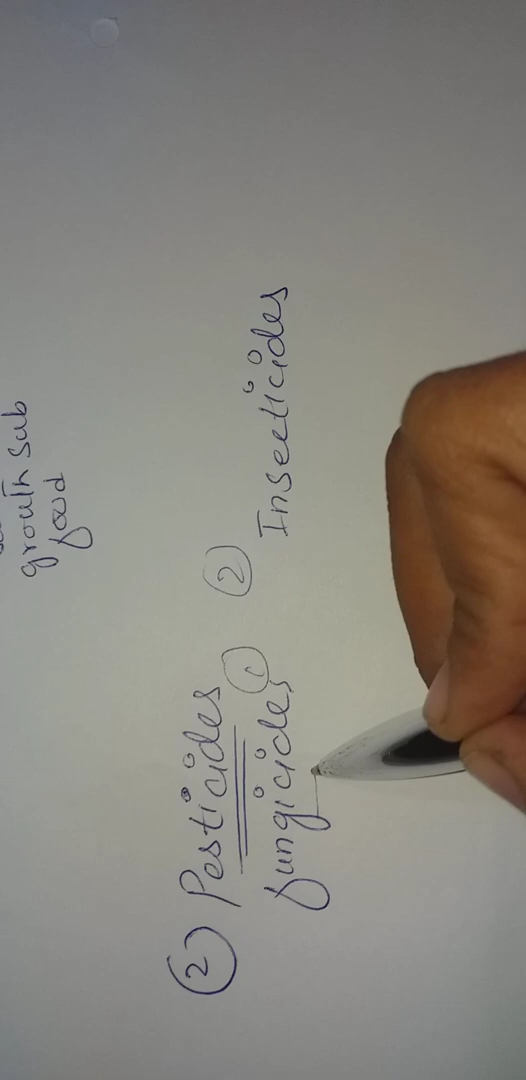 growth sub
food
(2) Pesticides (2)
fungicides (1) Insecticides